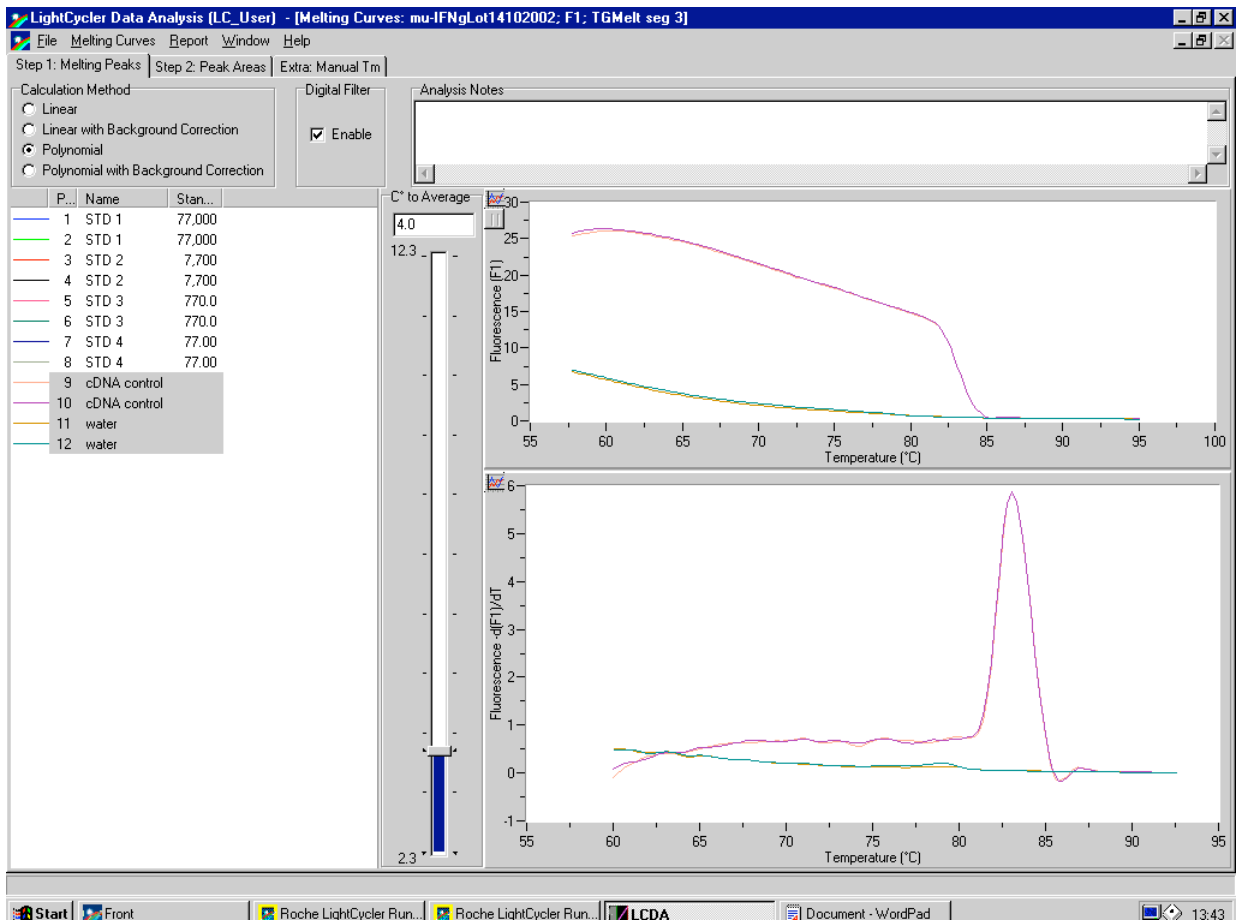 LightCycler Data Analysis (LC_User) - [Melting Curves: mu-IFNgLot14102002; F1; TGMelt seg 3]
File Melting Curves Report Window Help
Step 1: Melting Peaks Step 2: Peak Areas Extra: Manual Tm
Calculation Method
Linear
Linear with Background Correction
Polynomial
Polynomial with Background Correction
Digital Filter
Enable
Analysis Notes
P... Name Stan...
1 STD 1 77,000
2 STD 1 77,000
3 STD 2 7,700
4 STD 2 7,700
5 STD 3 770.0
6 STD 3 770.0
7 STD 4 77.00
8 STD 4 77.00
9 cDNA control
10 cDNA control
11 water
12 water
C° to Average
4.0
12.3
2.3
30
25
20
15
10
5
0
Fluorescence (F1)
55 60 65 70 75 80 85 90 95 100
Temperature (°C)
6
5
4
3
2
1
0
-1
Fluorescence -d(F1)/dT
55 60 65 70 75 80 85 90 95
Temperature (°C)
Start Front Roche LightCycler Run... Roche LightCycler Run... LCDA Document - WordPad 13:43